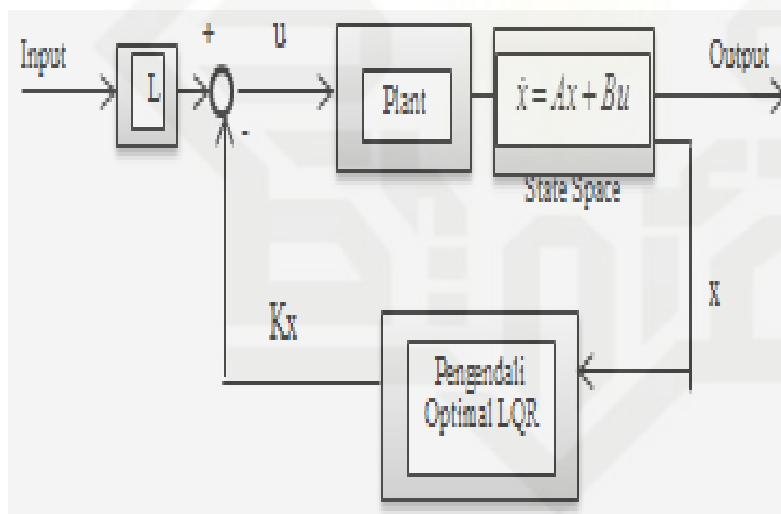 Input
L
+
u
-
Plant
ẋ = Ax + Bu
State Space
Output
x
Kx
Pengendali
Optimal LQR